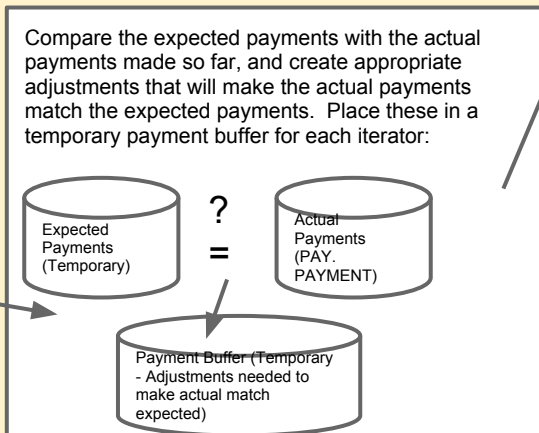 Compare the expected payments with the actual
payments made so far, and create appropriate
adjustments that will make the actual payments
match the expected payments.  Place these in a
temporary payment buffer for each iterator:
Expected
Payments
(Temporary)
?
=
Actual
Payments
(PAY.
PAYMENT)
Payment Buffer (Temporary
- Adjustments needed to
make actual match
expected)